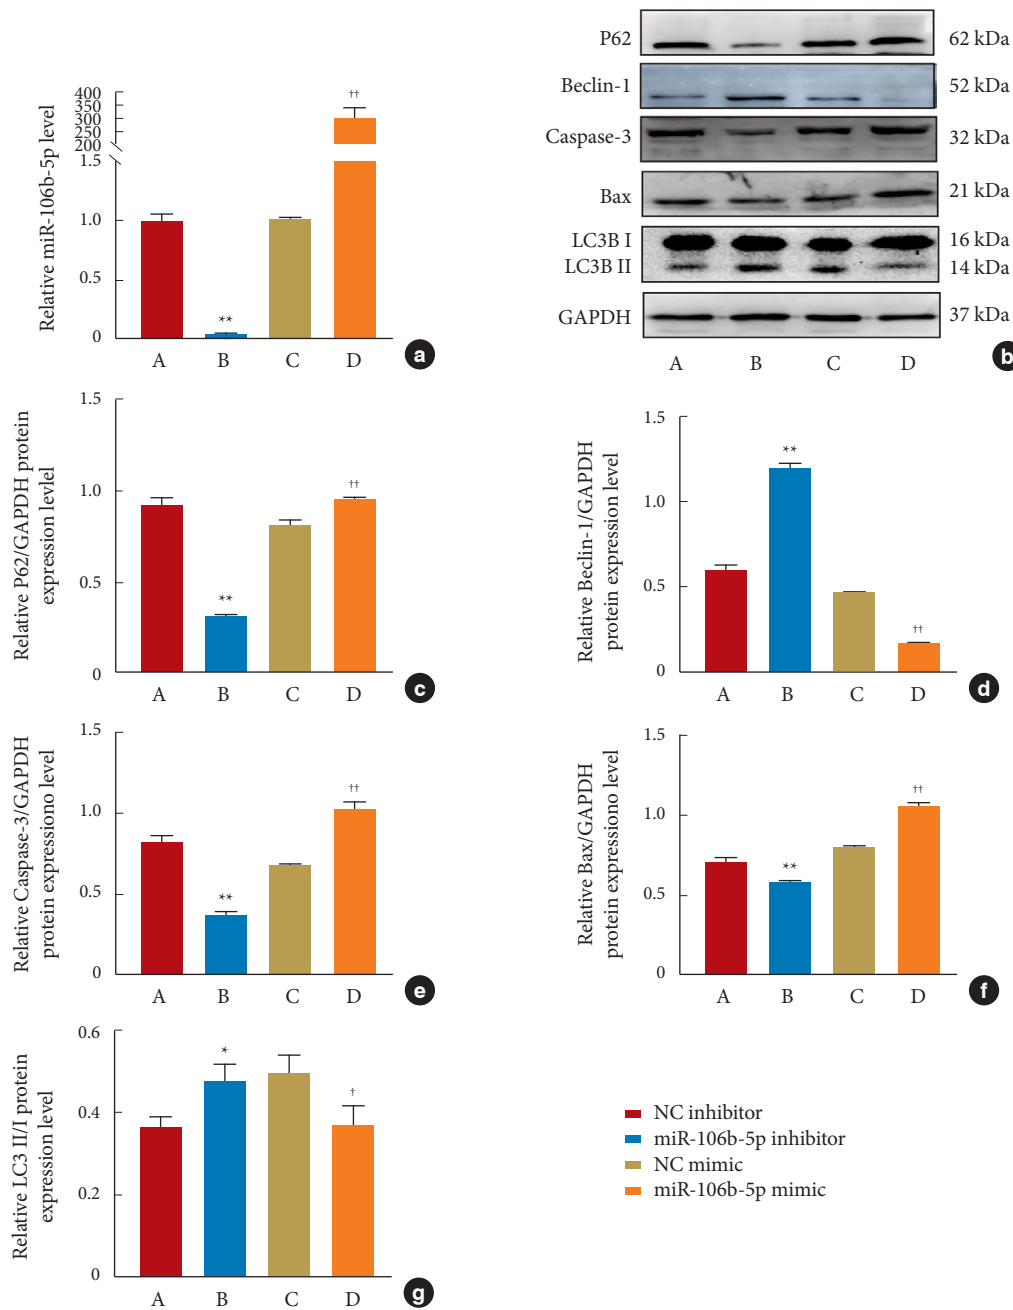 Relative miR-106b-5p level
400
350
300
250
200
1.5
1.0
0.5
0
**
††
A B C D
a
P62 62 kDa
Beclin-1 52 kDa
Caspase-3 32 kDa
Bax 21 kDa
LC3B I 16 kDa
LC3B II 14 kDa
GAPDH 37 kDa
A B C D
b
Relative P62/GAPDH protein
expression levlel
1.5
1.0
0.5
0
**
††
A B C D
c
Relative Beclin-1/GAPDH
protein expression level
1.5
1.0
0.5
0
**
††
A B C D
d
Relative Caspase-3/GAPDH
protein expressiono level
1.5
1.0
0.5
0
**
††
A B C D
e
Relative Bax/GAPDH
protein expressiono level
1.5
1.0
0.5
0
**
††
A B C D
f
Relative LC3 II/I protein
expression level
0.6
0.4
0.2
0
*
†
A B C D
g
NC inhibitor
miR-106b-5p inhibitor
NC mimic
miR-106b-5p mimic